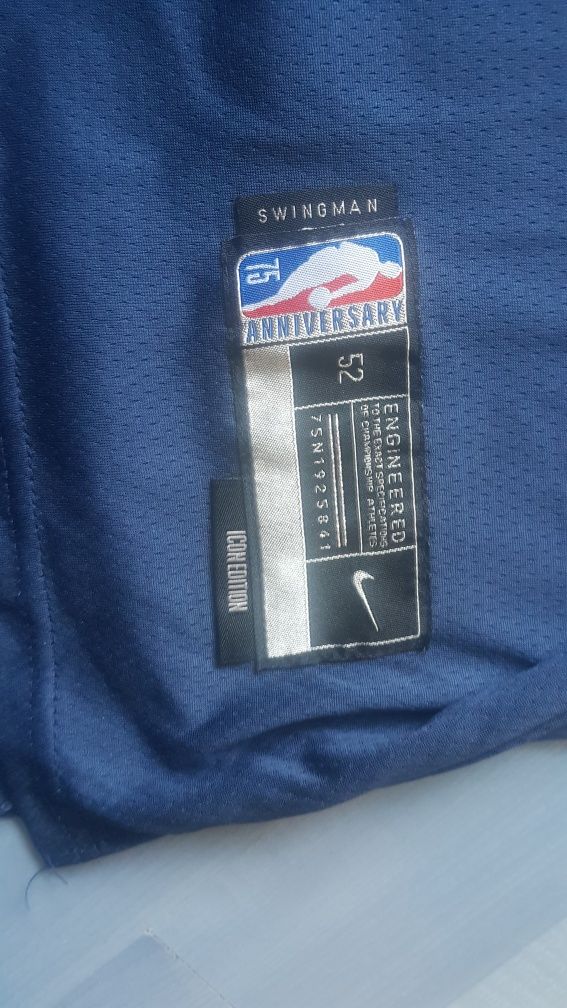 SWINGMAN
75
ANNIVERSARY
52
ENGINEERED
TO THE EXACT SPECIFICATIONS
OF CHAMPIONSHIP ATHLETES
75N1925841
ICON EDITION